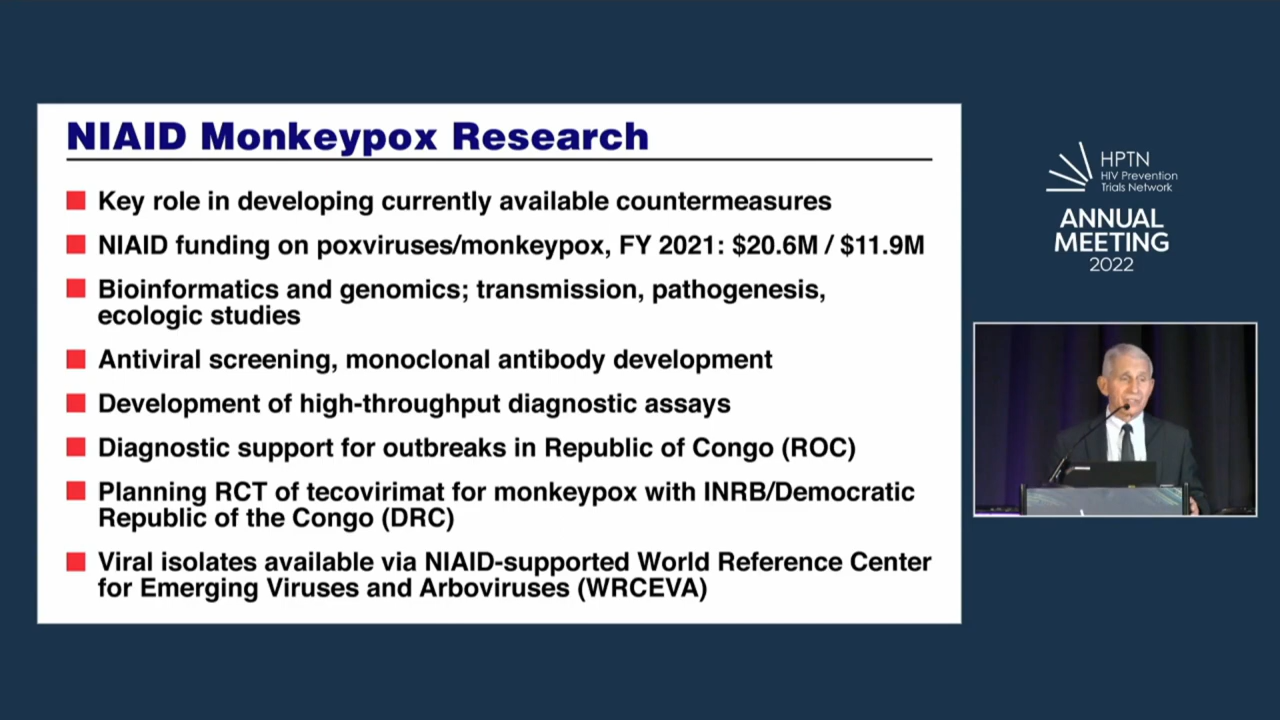 NIAID Monkeypox Research
Key role in developing currently available countermeasures
NIAID funding on poxviruses/monkeypox, FY 2021: $20.6M / $11.9M
Bioinformatics and genomics; transmission, pathogenesis,
ecologic studies
Antiviral screening, monoclonal antibody development
Development of high-throughput diagnostic assays
Diagnostic support for outbreaks in Republic of Congo (ROC)
Planning RCT of tecovirimat for monkeypox with INRB/Democratic
Republic of the Congo (DRC)
Viral isolates available via NIAID-supported World Reference Center
for Emerging Viruses and Arboviruses (WRCEVA)
HPTN
HIV Prevention
Trials Network
ANNUAL
MEETING
2022